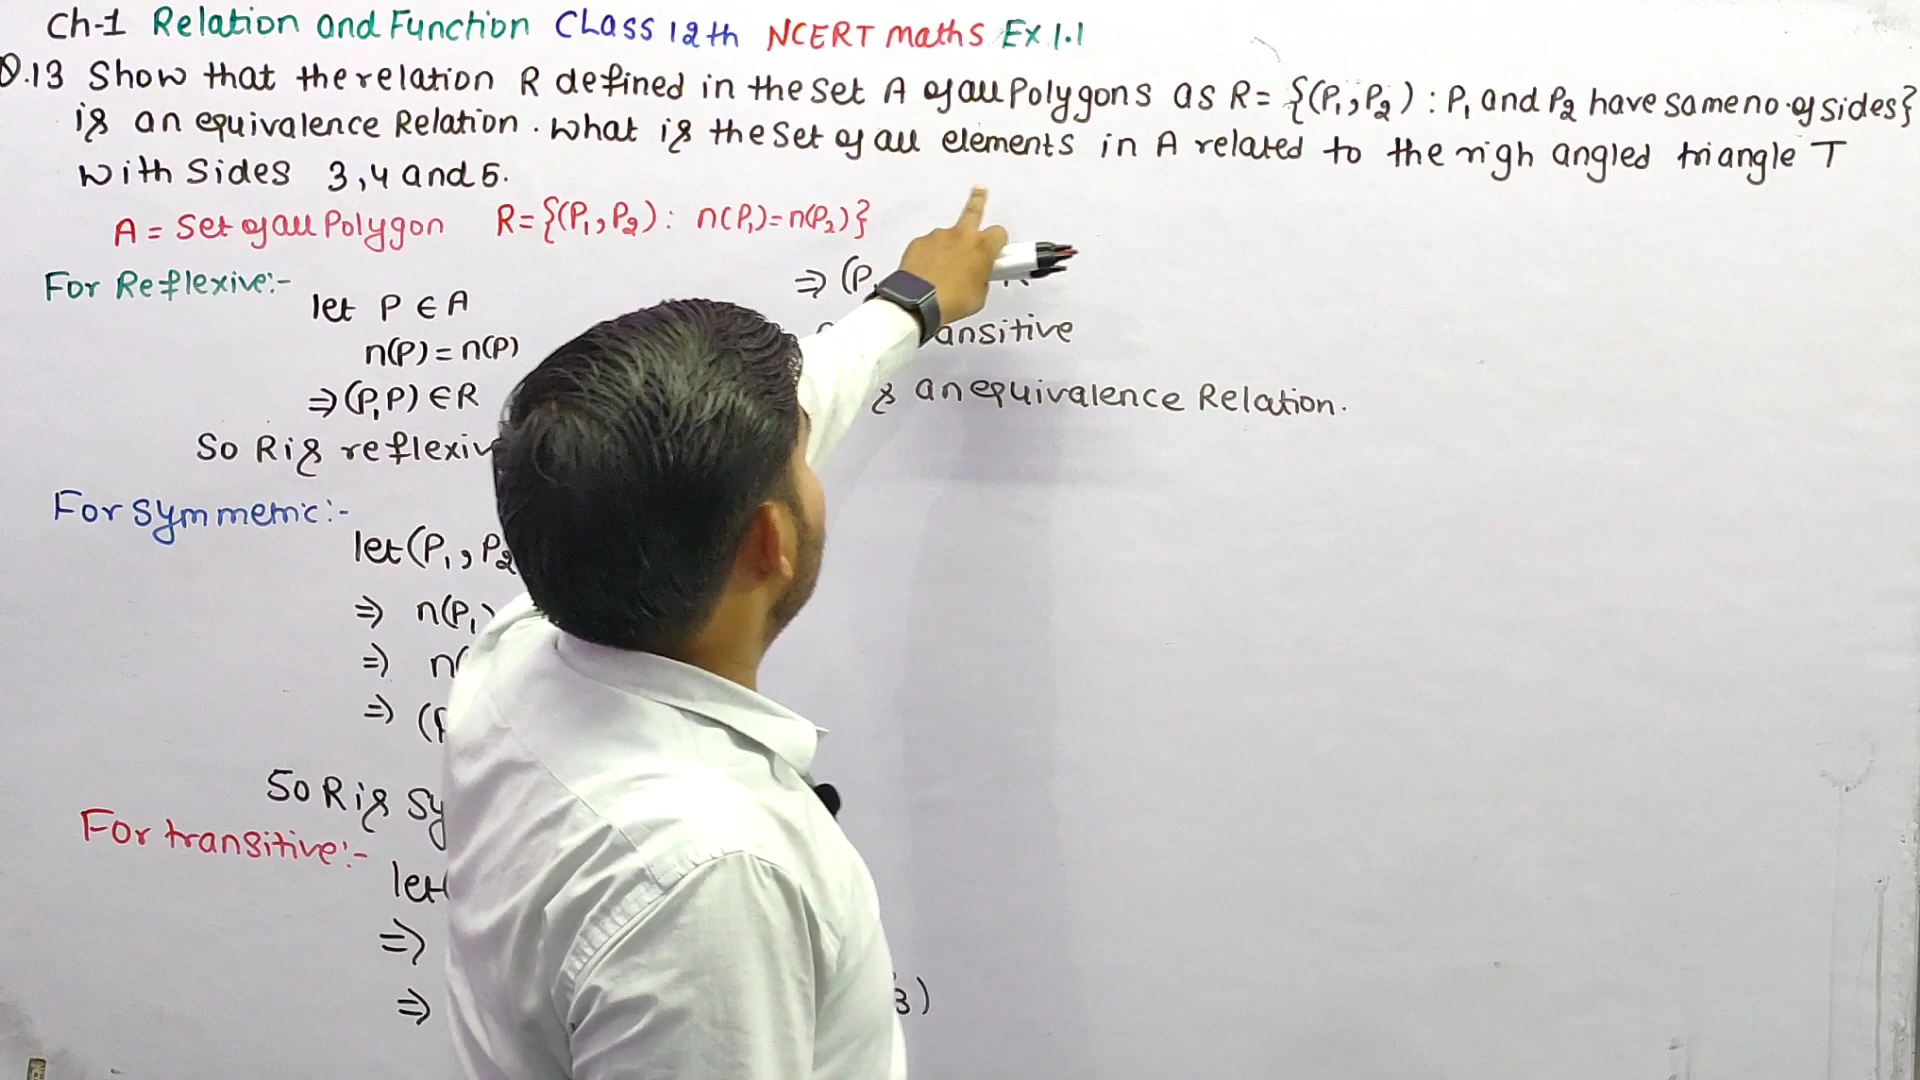 Ch-1 Relation and Function Class 12th NCERT maths Ex 1.1
Q.13 Show that the relation R defined in the set A of all Polygons as R= {(P₁,P₂) : P₁ and P₂ have same no. of sides}
is an equivalence Relation. what is the set of all elements in A related to the righ angled triangle T
with sides 3,4 and 5.
A = Set of all Polygon R={(P₁,P₂): n(P₁)=n(P₂)}
For Reflexive:-
let P ∈ A
n(P) = n(P)
⇒(P,P) ∈R
So R is reflexiv
For symmetric:-
let(P₁,P₂
⇒ n(P₁)
⇒ n(
⇒ (P
So R is Sy
For transitive:-
let(
⇒
⇒ 3)
⇒ (P
ansitive
an equivalence Relation.